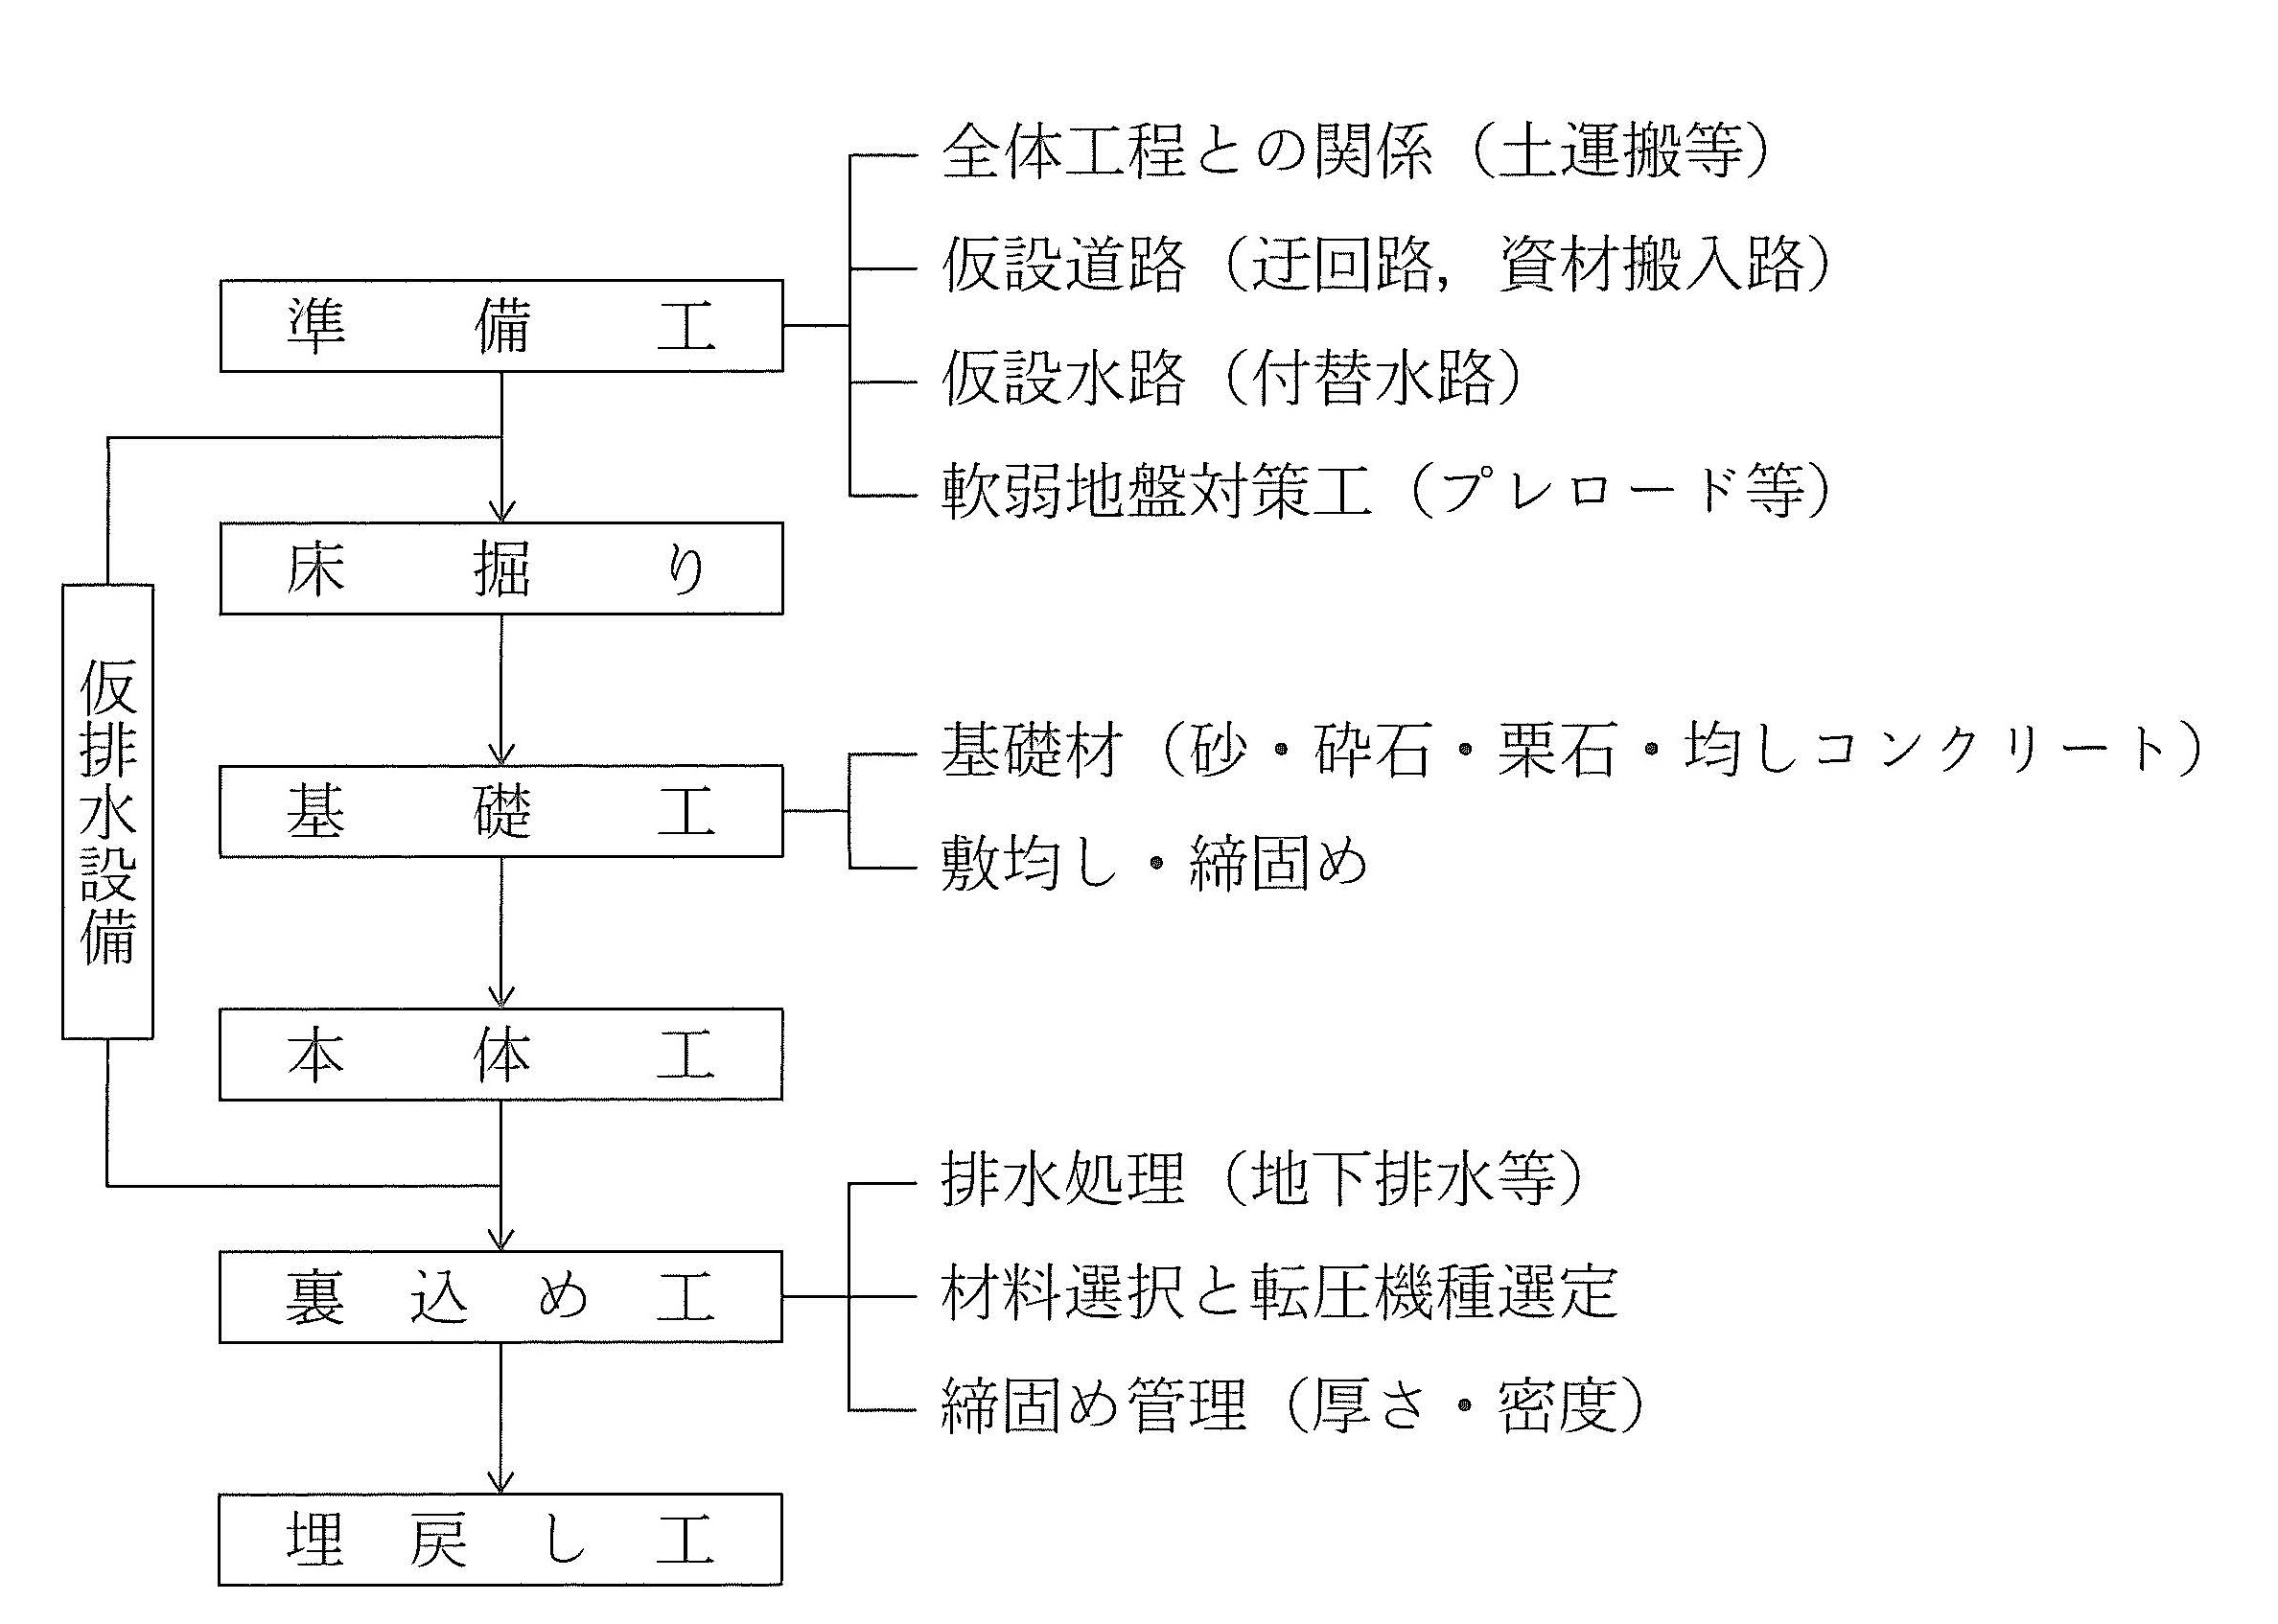 全体工程との関係（土運搬等）
仮設道路（迂回路，資材搬入路）
準備工
仮設水路（付替水路）
軟弱地盤対策工（プレロード等）
床掘り
仮排水設備
基礎材（砂・砕石・栗石・均しコンクリート）
基礎工
敷均し・締固め
本体工
排水処理（地下排水等）
裏込め工
材料選択と転圧機種選定
締固め管理（厚さ・密度）
埋戻し工